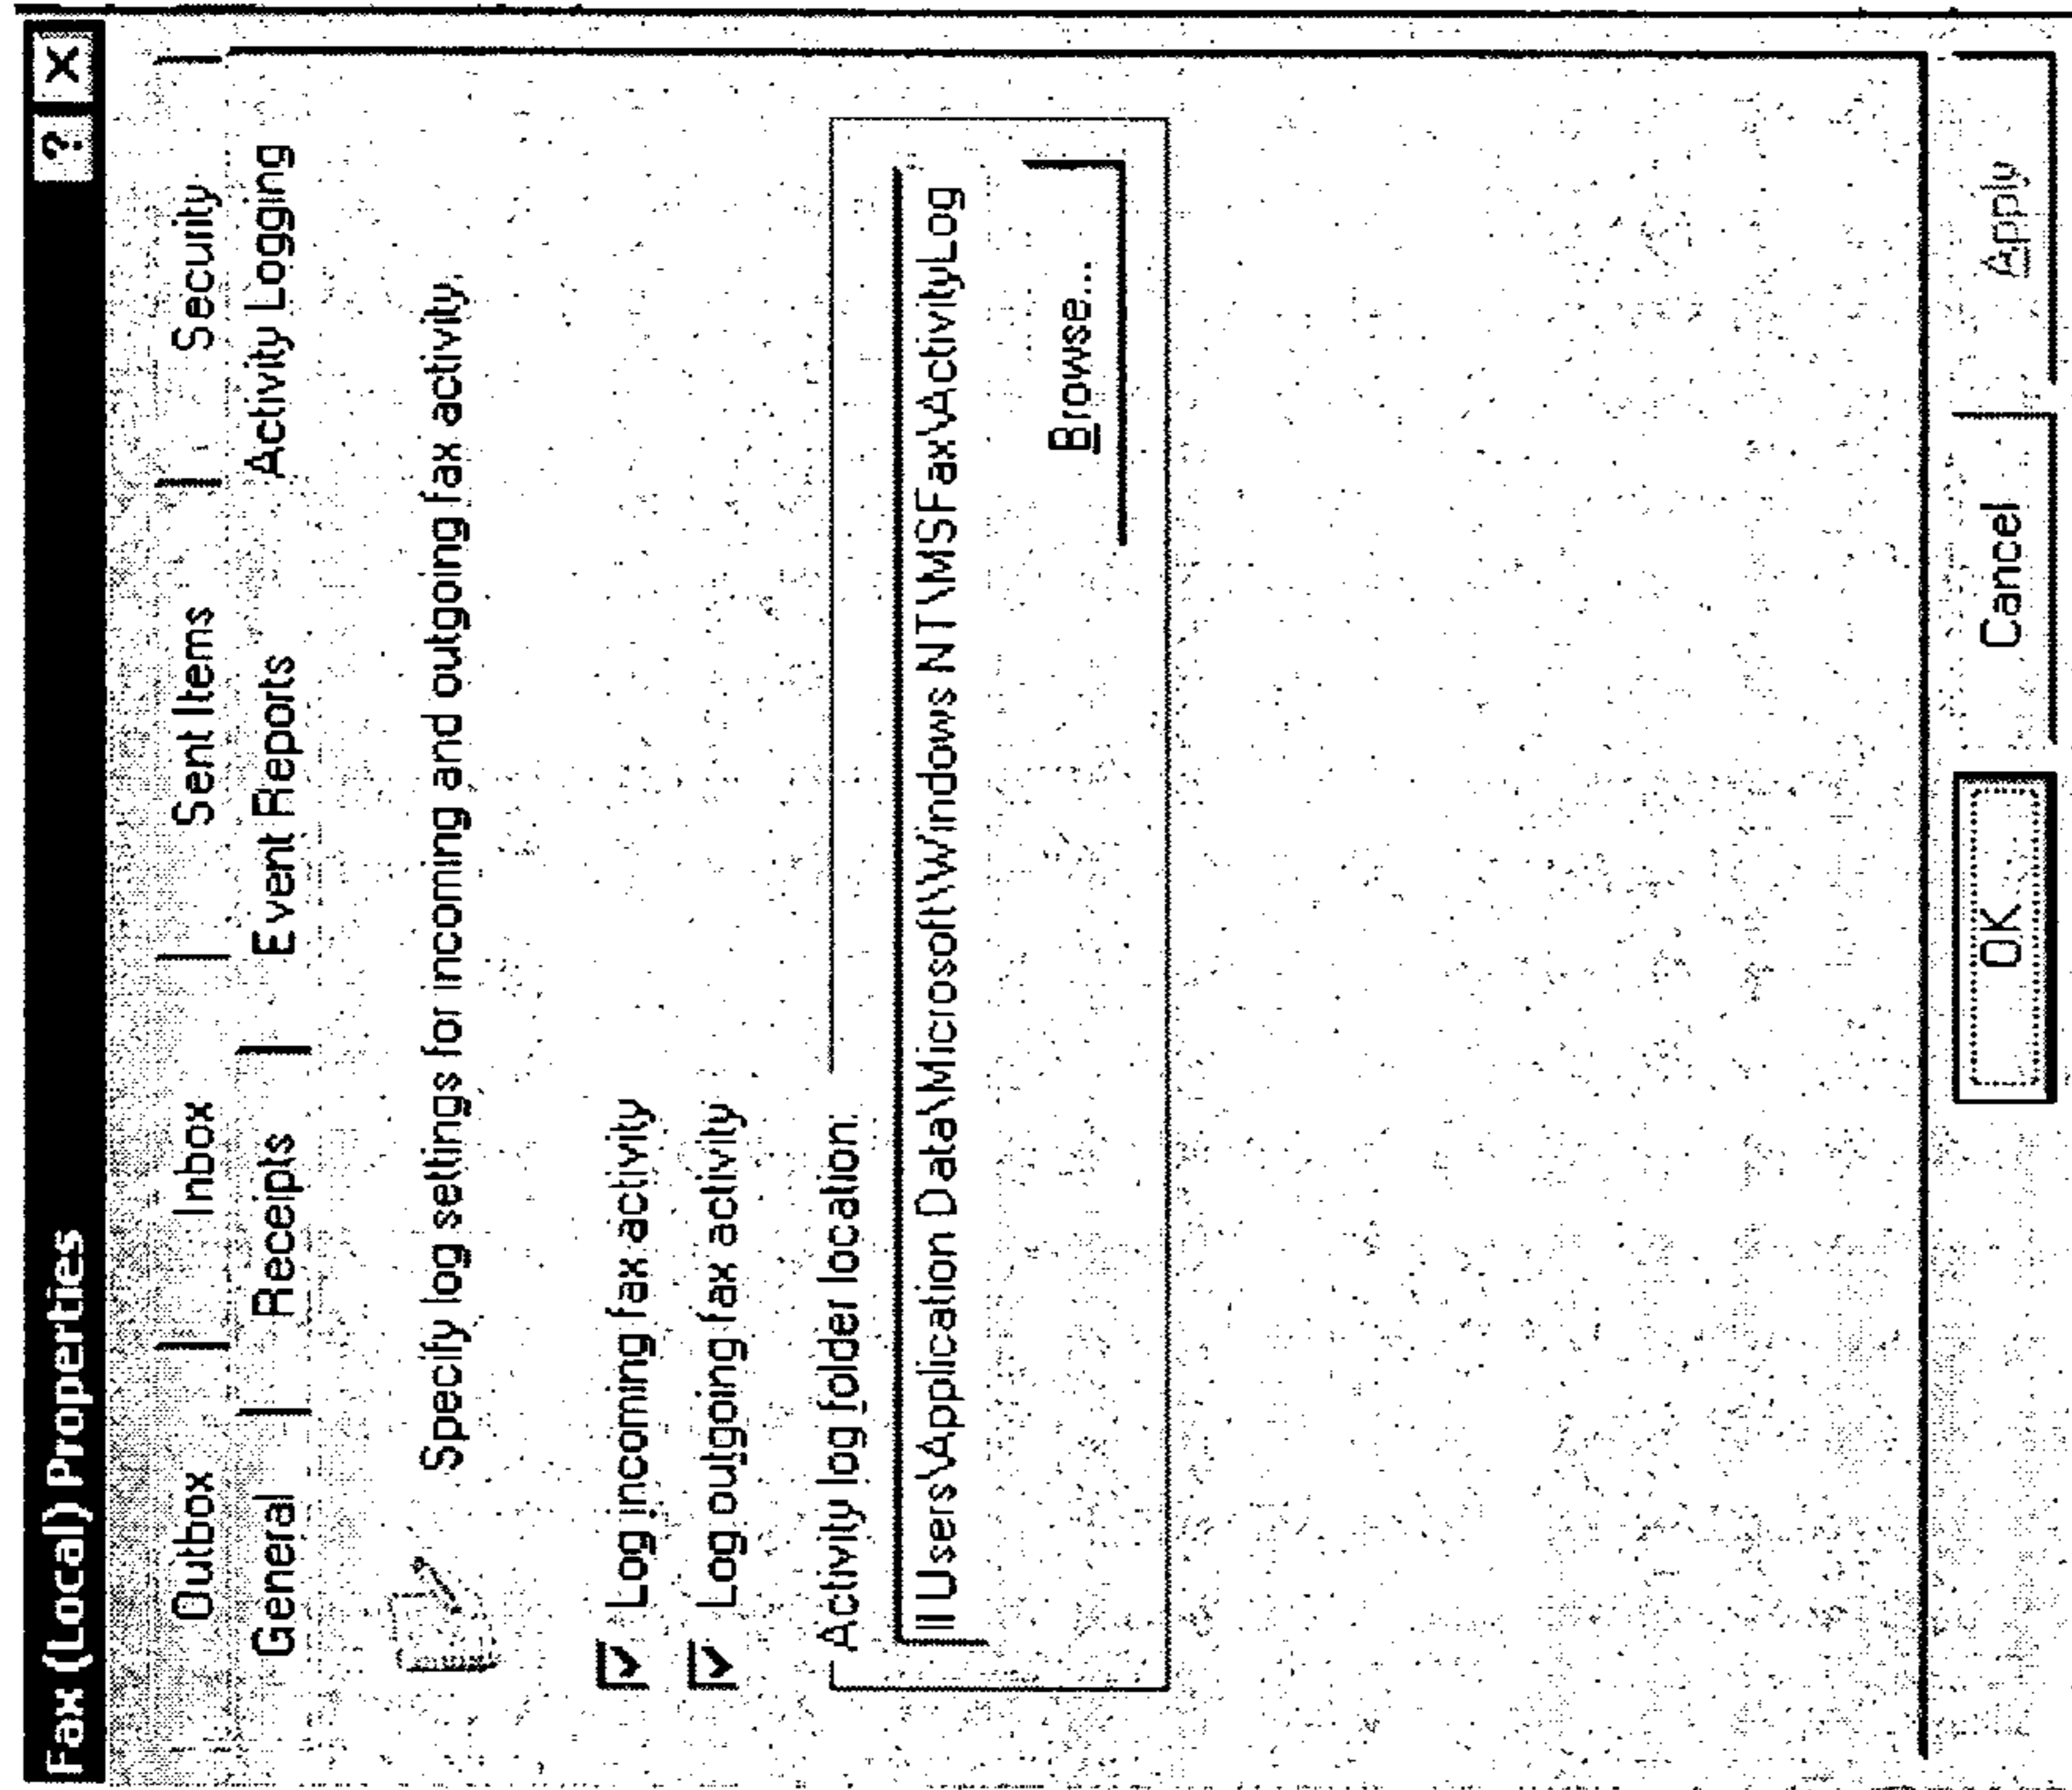 Fax (Local) Properties ? X
Outbox Inbox Sent Items Security
General Receipts Event Reports Activity Logging
Specify log settings for incoming and outgoing fax activity.
Log incoming fax activity
Log outgoing fax activity
Activity log folder location:
ll Users\Application Data\Microsoft\Windows NT\MSFax\ActivityLog
Browse...
OK Cancel Apply